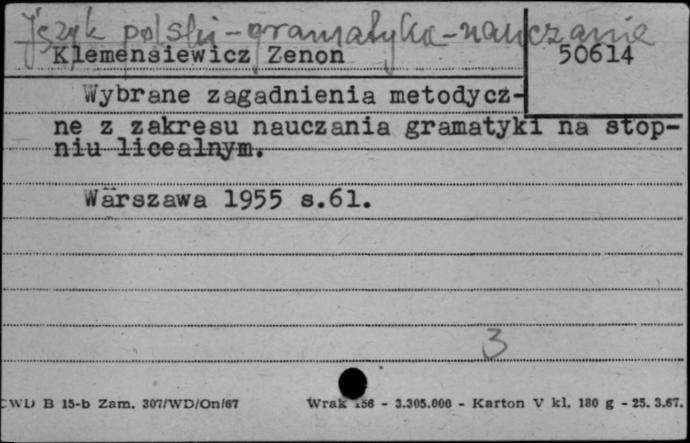 Język polski-gramatyka-nauczanie
Klemensiewicz Zenon
50614
Wybrane zagadnienia metodycz-
ne z zakresu nauczania gramatyki na stop-
niu licealnym.
Warszawa 1955 s.61.
3
CWD B 15-b Zam. 307/WD/On/67
Wrak 156 - 3.305.000 - Karton V kl. 180 g - 25. 3.67.